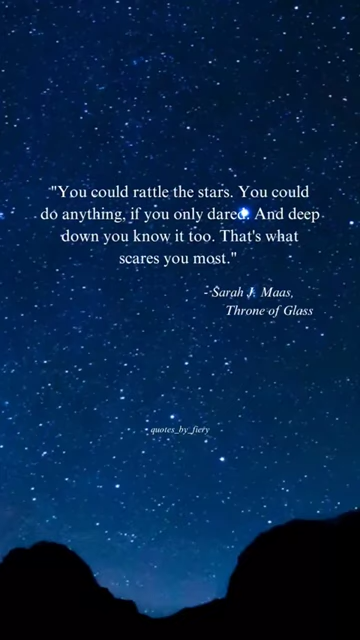 "You could rattle the stars. You could
do anything, if you only dared. And deep
down you know it too. That's what
scares you most."
- Sarah J. Maas,
Throne of Glass
quotes_by_fiery